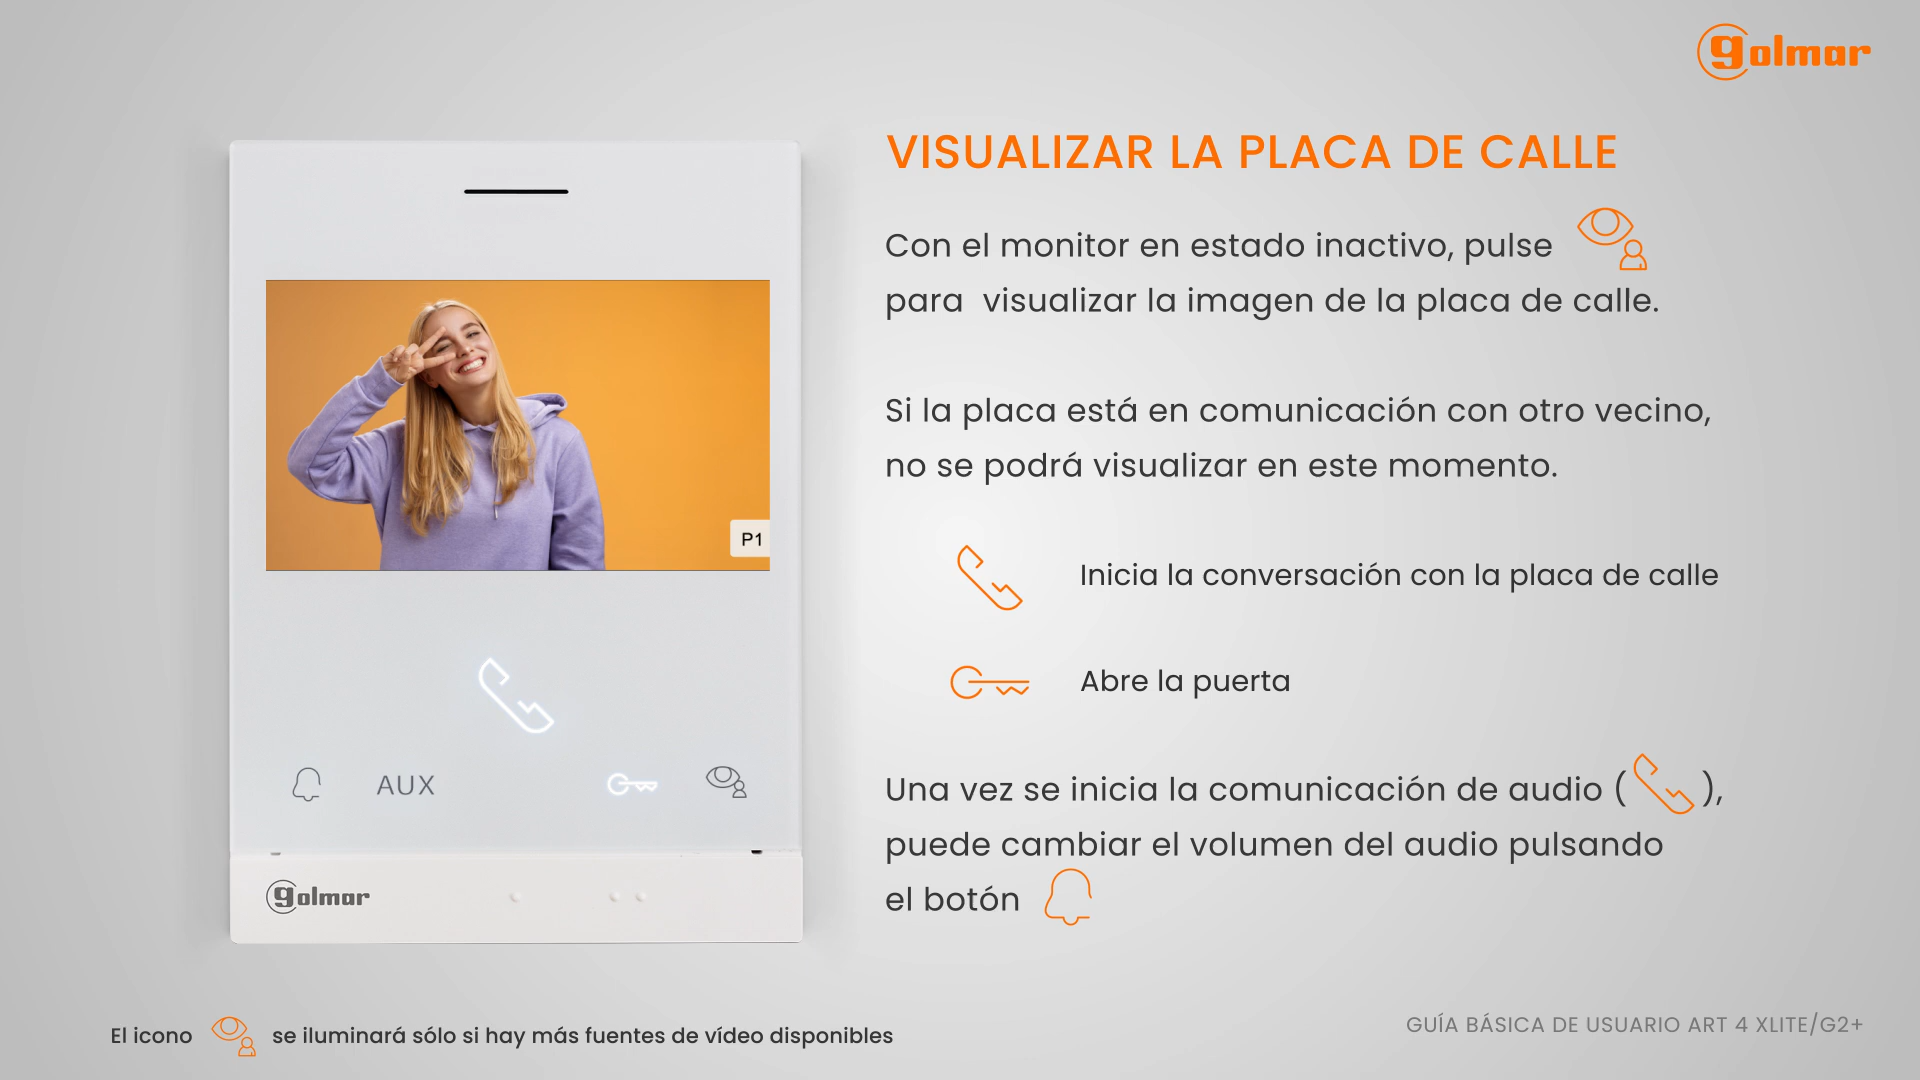 golmar
VISUALIZAR LA PLACA DE CALLE
Con el monitor en estado inactivo, pulse
para visualizar la imagen de la placa de calle.
Si la placa está en comunicación con otro vecino,
no se podrá visualizar en este momento.
P1
Inicia la conversación con la placa de calle
Abre la puerta
AUX
Una vez se inicia la comunicación de audio ( ),
puede cambiar el volumen del audio pulsando
el botón
golmar
El icono se iluminará sólo si hay más fuentes de vídeo disponibles
GUÍA BÁSICA DE USUARIO ART 4 XLITE/G2+